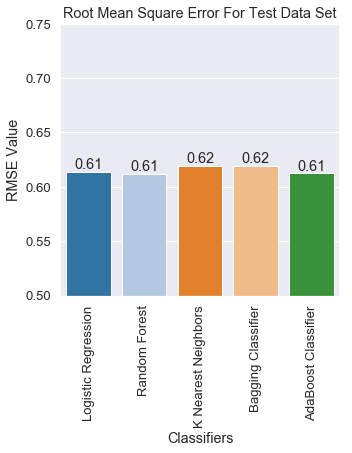 Root Mean Square Error For Test Data Set
RMSE Value
0.75
0.70
0.65
0.60
0.55
0.50
0.61
0.61
0.62
0.62
0.61
Logistic Regression
Random Forest
K Nearest Neighbors
Bagging Classifier
AdaBoost Classifier
Classifiers